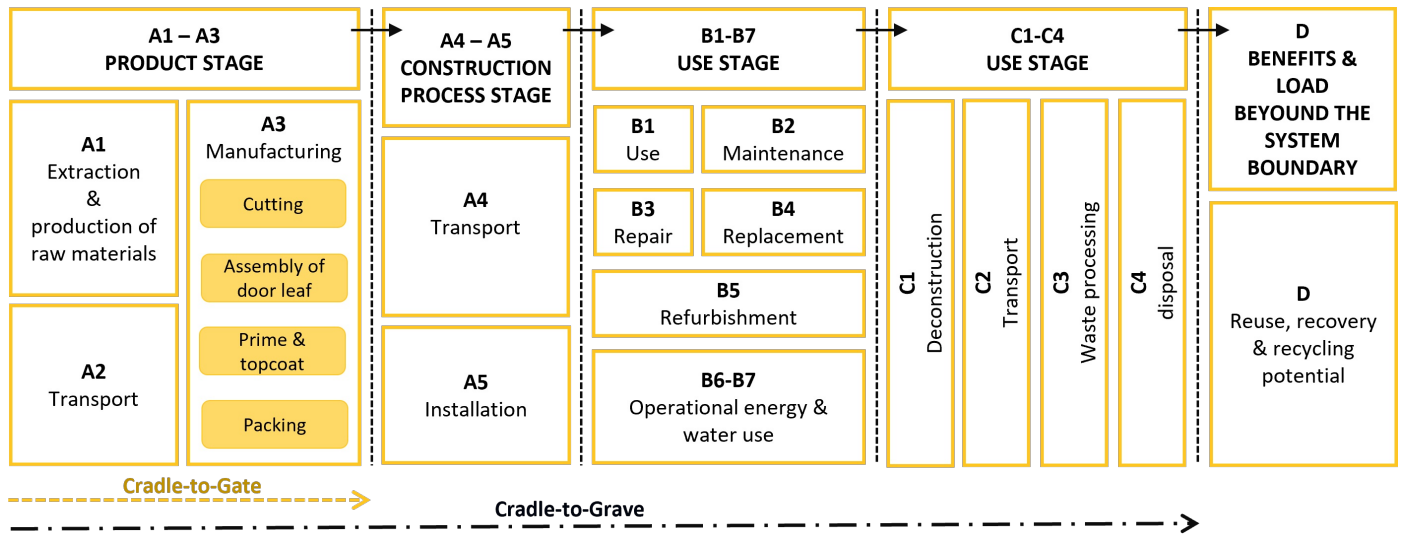 A1 – A3
PRODUCT STAGE
A1
Extraction
&
production of
raw materials
A2
Transport
A3
Manufacturing
Cutting
Assembly of
door leaf
Prime &
topcoat
Packing
A4 – A5
CONSTRUCTION
PROCESS STAGE
A4
Transport
A5
Installation
B1-B7
USE STAGE
B1
Use
B2
Maintenance
B3
Repair
B4
Replacement
B5
Refurbishment
B6-B7
Operational energy &
water use
C1-C4
USE STAGE
C1
Deconstruction
C2
Transport
C3
Waste processing
C4
disposal
D
BENEFITS &
LOAD
BEYOUND THE
SYSTEM
BOUNDARY
D
Reuse, recovery
& recycling
potential
Cradle-to-Gate
Cradle-to-Grave